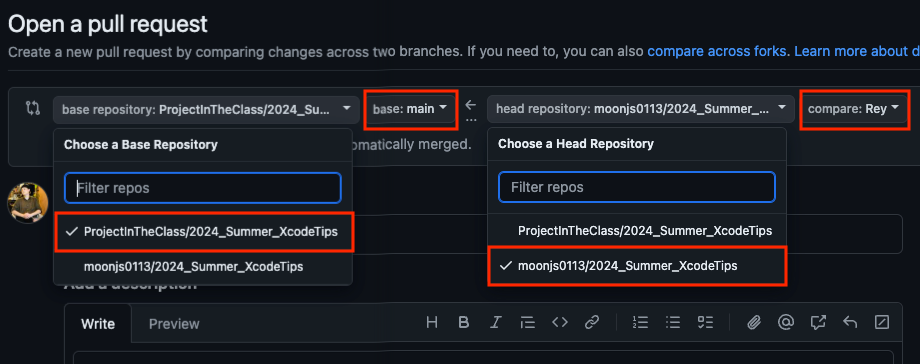 Open a pull request
Create a new pull request by comparing changes across two branches. If you need to, you can also compare across forks. Learn more about d
base repository: ProjectInTheClass/2024_Su... base: main head repository: moonjs0113/2024_Summer_... compare: Rey
Choose a Base Repository
Filter repos
ProjectInTheClass/2024_Summer_XcodeTips
moonjs0113/2024_Summer_XcodeTips
Choose a Head Repository
Filter repos
ProjectInTheClass/2024_Summer_XcodeTips
moonjs0113/2024_Summer_XcodeTips
omatically merged.
Add a description
Write Preview